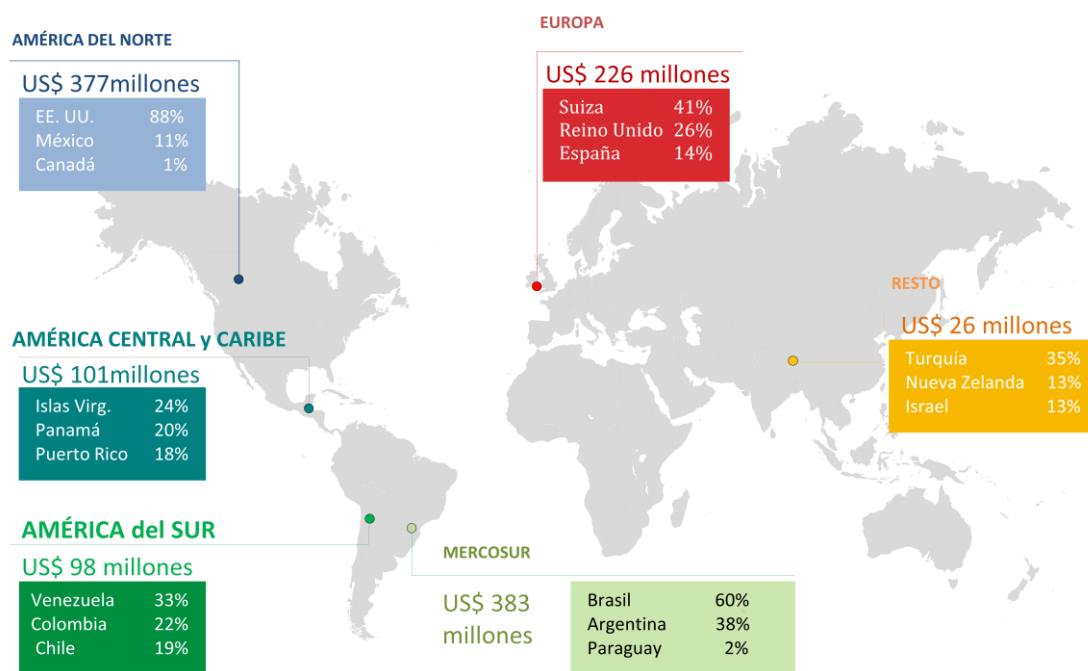 AMÉRICA DEL NORTE
US$ 377millones
EE. UU. 88%
México 11%
Canadá 1%
EUROPA
US$ 226 millones
Suiza 41%
Reino Unido 26%
España 14%
RESTO
US$ 26 millones
Turquía 35%
Nueva Zelanda 13%
Israel 13%
AMÉRICA CENTRAL y CARIBE
US$ 101millones
Islas Virg. 24%
Panamá 20%
Puerto Rico 18%
AMÉRICA del SUR
US$ 98 millones
Venezuela 33%
Colombia 22%
Chile 19%
MERCOSUR
US$ 383
millones
Brasil 60%
Argentina 38%
Paraguay 2%